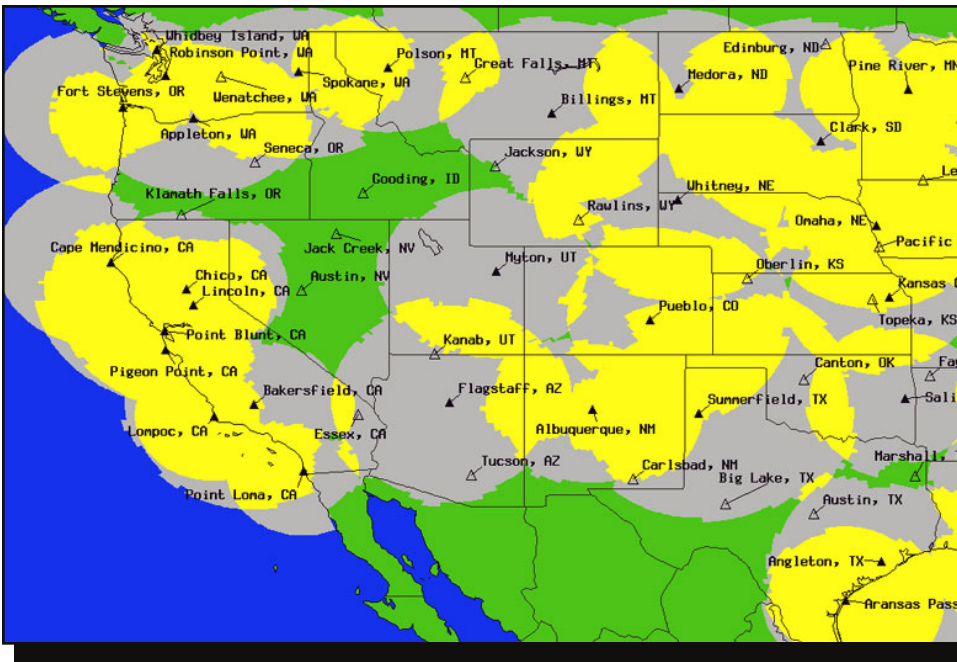 Whidbey Island, WA
Robinson Point, WA
Polson, MT
Edinburg, ND
Great Falls, MT
Pine River, MN
Medora, ND
Spokane, WA
Fort Stevens, OR
Wenatchee, WA
Billings, MT
Appleton, WA
Clark, SD
Seneca, OR
Jackson, WY
Le
Gooding, ID
Klamath Falls, OR
Whitney, NE
Rawlins, WY
Omaha, NE
Cape Mendicino, CA
Jack Creek, NV
Pacific
Myton, UT
Oberlin, KS
Chico, CA
Austin, NV
Kansas C
Lincoln, CA
Pueblo, CO
Topeka, KS
Point Blunt, CA
Kanab, UT
Canton, OK
Fay
Pigeon Point, CA
Bakersfield, CA
Flagstaff, AZ
Summerfield, TX
Sali
Lompoc, CA
Essex, CA
Albuquerque, NM
Marshall, T
Tucson, AZ
Carlsbad, NM
Big Lake, TX
Point Loma, CA
Austin, TX
Angleton, TX
Aransas Pass